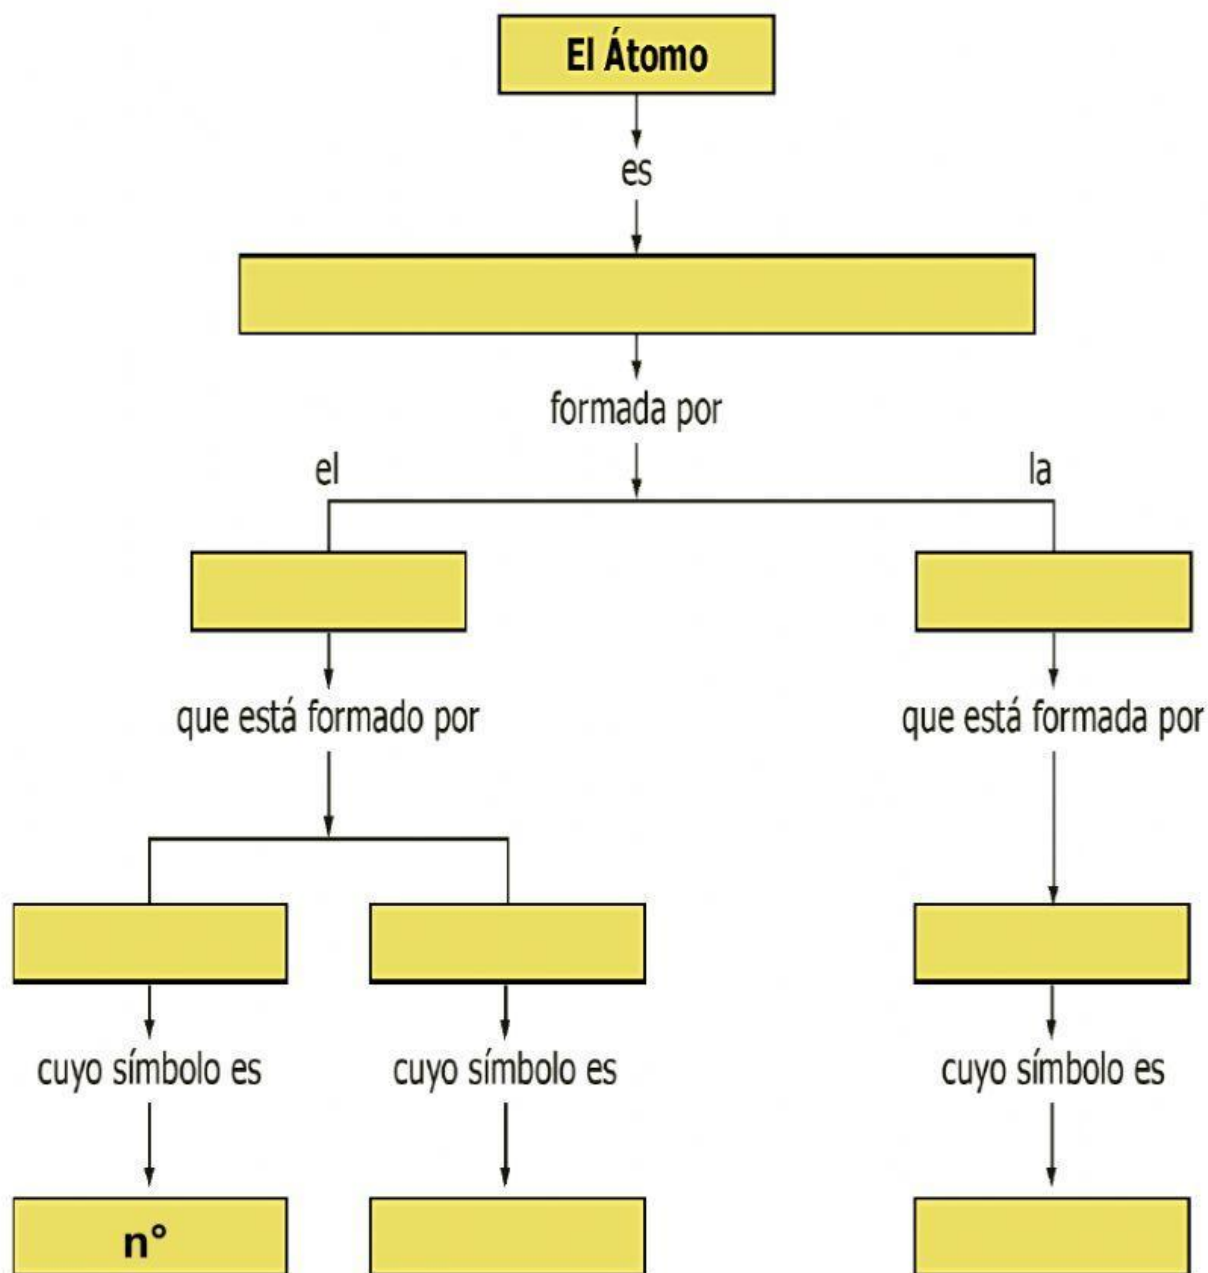 El Átomo
es
formada por
el
la
que está formado por
que está formada por
cuyo símbolo es
cuyo símbolo es
cuyo símbolo es
n°